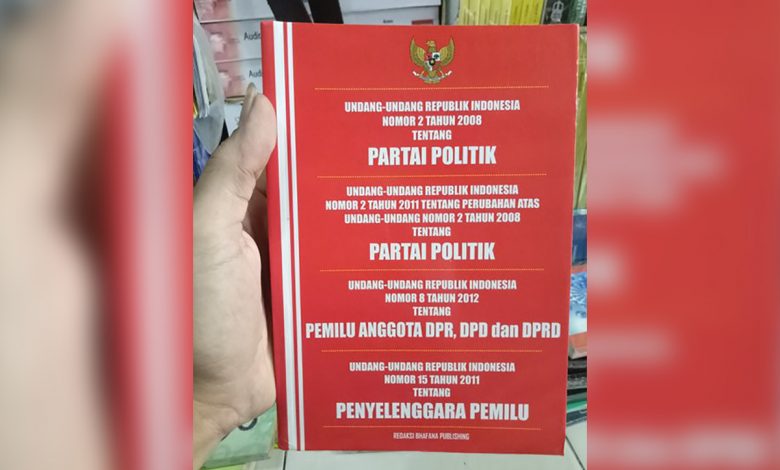 Audio
Audio
UNDANG-UNDANG REPUBLIK INDONESIA
NOMOR 2 TAHUN 2008
TENTANG
PARTAI POLITIK
UNDANG-UNDANG REPUBLIK INDONESIA
NOMOR 2 TAHUN 2011 TENTANG PERUBAHAN ATAS
UNDANG-UNDANG NOMOR 2 TAHUN 2008
TENTANG
PARTAI POLITIK
UNDANG-UNDANG REPUBLIK INDONESIA
NOMOR 8 TAHUN 2012
TENTANG
PEMILU ANGGOTA DPR, DPD dan DPRD
UNDANG-UNDANG REPUBLIK INDONESIA
NOMOR 15 TAHUN 2011
TENTANG
PENYELENGGARA PEMILU
REDAKSI BHAFANA PUBLISHING